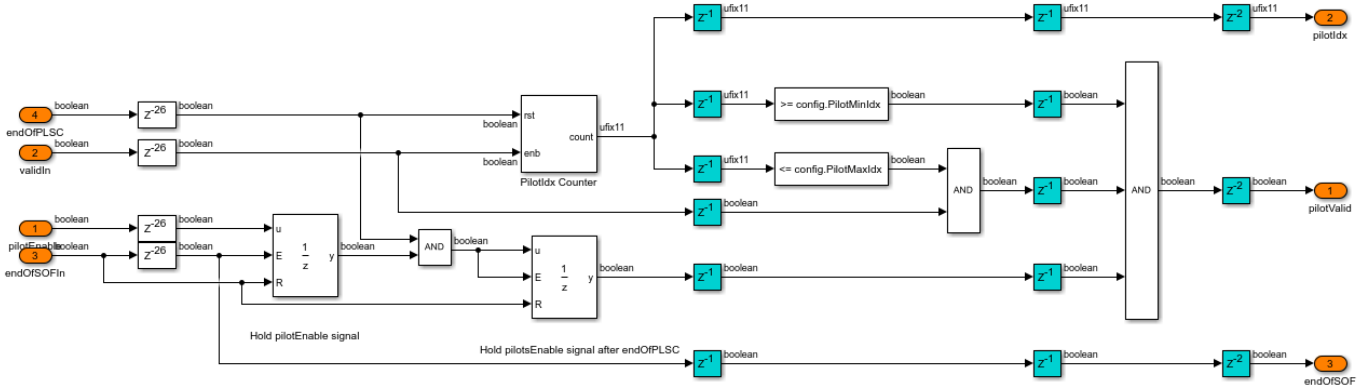 ufix11
ufix11
ufix11
Z-1
Z-1
Z-2
2
pilotIdx
boolean
boolean
4
Z-26
endOfPLSC
boolean
boolean
2
Z-26
validIn
rst
boolean
count
enb
boolean
PilotIdx Counter
ufix11
Z-1
ufix11
>= config.PilotMinIdx
boolean
Z-1
Z-1
ufix11
<= config.PilotMaxIdx
boolean
Z-1
boolean
AND
boolean
Z-1
boolean
AND
boolean
Z-2
boolean
1
pilotValid
boolean
boolean
1
Z-26
pilotEnable
boolean
boolean
3
Z-26
endOfSOFIn
u
E
R
1
z
y
boolean
AND
boolean
u
E
R
1
z
y
boolean
Z-1
boolean
Z-1
boolean
Hold pilotEnable signal
Hold pilotsEnable signal after endOfPLSC
Z-1
boolean
Z-1
boolean
Z-2
boolean
3
endOfSOF